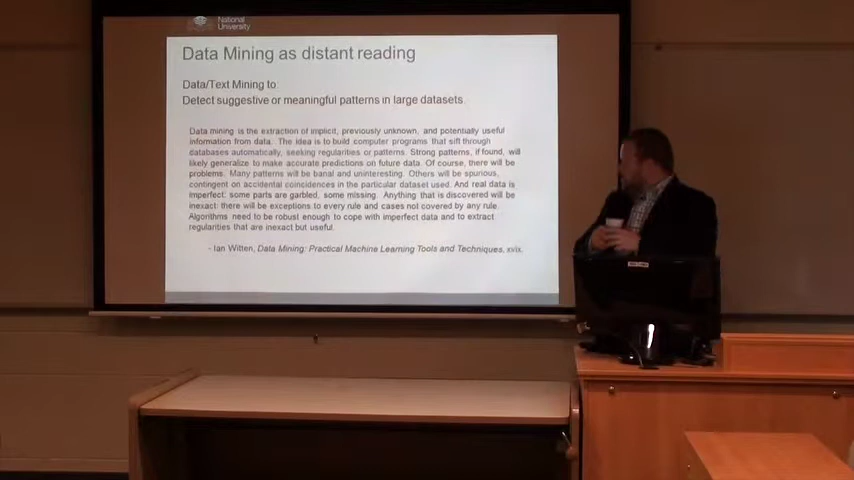 National
University
Data Mining as distant reading
Data/Text Mining to:
Detect suggestive or meaningful patterns in large datasets.
Data mining is the extraction of implicit, previously unknown, and potentially useful
information from data. The idea is to build computer programs that sift through
databases automatically, seeking regularities or patterns. Strong patterns, if found, will
likely generalize to make accurate predictions on future data. Of course, there will be
problems. Many patterns will be banal and uninteresting. Others will be spurious,
contingent on accidental coincidences in the particular dataset used. And real data is
imperfect: some parts are garbled, some missing. Anything that is discovered will be
inexact: there will be exceptions to every rule and cases not covered by any rule.
Algorithms need to be robust enough to cope with imperfect data and to extract
regularities that are inexact but useful.
- Ian Witten, Data Mining: Practical Machine Learning Tools and Techniques, xvix.